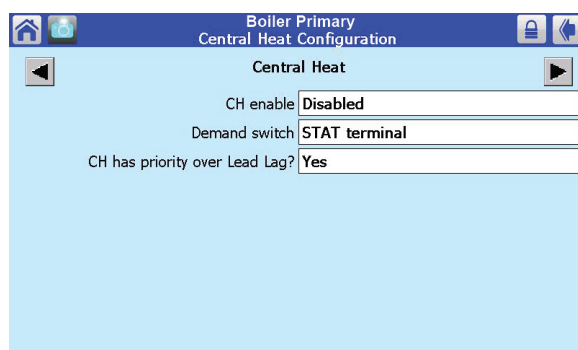 Boiler Primary
Central Heat Configuration
Central Heat
CH enable Disabled
Demand switch STAT terminal
CH has priority over Lead Lag? Yes